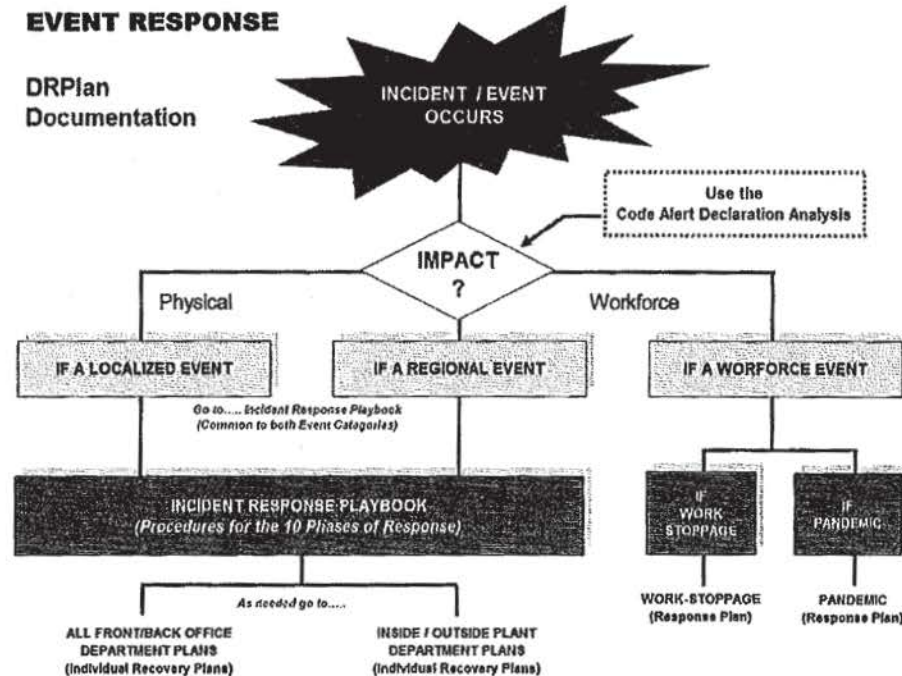 EVENT RESPONSE
DRPlan
Documentation
INCIDENT / EVENT
OCCURS
Use the
Code Alert Declaration Analysis
IMPACT
?
Physical
Workforce
IF A LOCALIZED EVENT
IF A REGIONAL EVENT
IF A WORFORCE EVENT
Go to..... Incident Response Playbook
(Common to both Event Catagories)
INCIDENT RESPONSE PLAYBOOK
(Procedures for the 10 Phases of Response)
IF
WORK
STOPPAGE
IF
PANDEMIC
As needed go to.....
WORK-STOPPAGE
(Response Plan)
PANDEMIC
(Response Plan)
ALL FRONT/BACK OFFICE
DEPARTMENT PLANS
(Individual Recovery Plans)
INSIDE / OUTSIDE PLANT
DEPARTMENT PLANS
(Individual Recovery Plans)